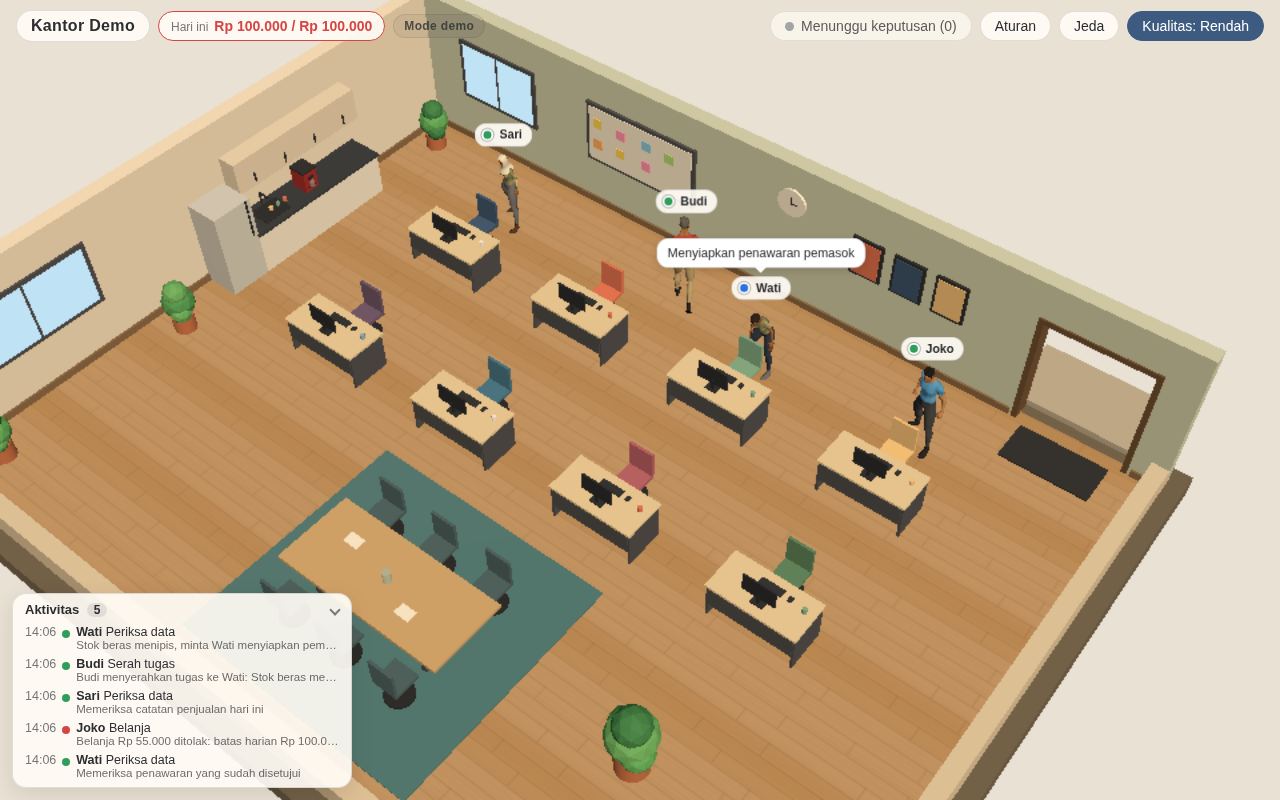 Kantor Demo
Hari ini Rp 100.000 / Rp 100.000
Mode demo
Menunggu keputusan (0)
Aturan
Jeda
Kualitas: Rendah
Sari
Budi
Menyiapkan penawaran pemasok
Wati
Joko
Aktivitas 5
14:06 Wati Periksa data
Stok beras menipis, minta Wati menyiapkan pem…
14:06 Budi Serah tugas
Budi menyerahkan tugas ke Wati: Stok beras me…
14:06 Sari Periksa data
Memeriksa catatan penjualan hari ini
14:06 Joko Belanja
Belanja Rp 55.000 ditolak: batas harian Rp 100.0…
14:06 Wati Periksa data
Memeriksa penawaran yang sudah disetujui